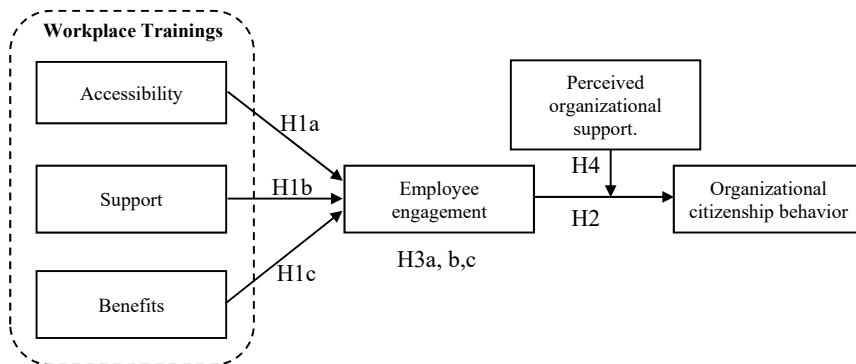 Workplace Trainings
Accessibility
Support
Benefits
H1a
H1b
H1c
Employee
engagement
H3a, b,c
Perceived
organizational
support.
H4
H2
Organizational
citizenship behavior